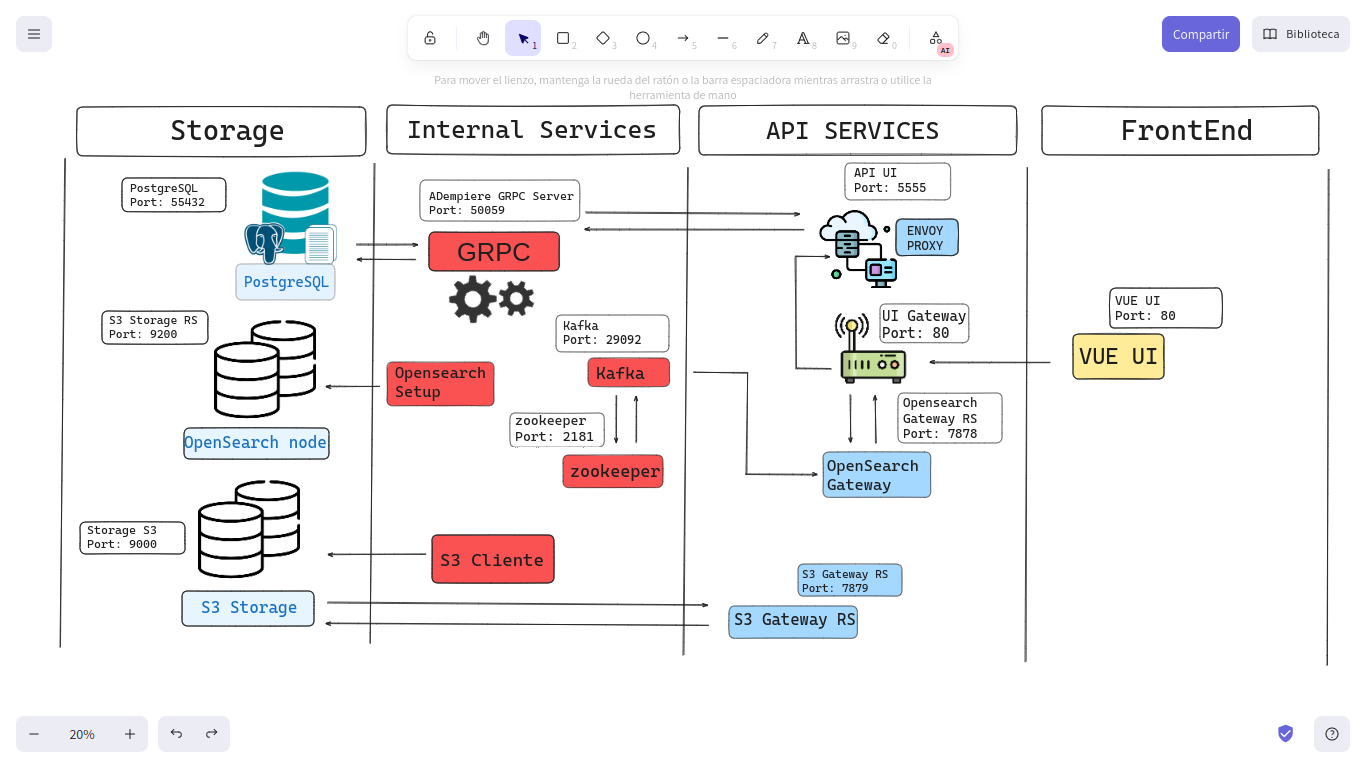 1
2
3
4
5
6
7
8
9
0
AI
Compartir
Biblioteca
Para mover el lienzo, mantenga la rueda del ratón o la barra espaciadora mientras arrastra o utilice la
herramienta de mano
Storage
Internal Services
API SERVICES
FrontEnd
PostgreSQL
Port: 55432
PostgreSQL
S3 Storage RS
Port: 9200
OpenSearch node
Storage S3
Port: 9000
S3 Storage
ADempiere GRPC Server
Port: 50059
GRPC
Kafka
Port: 29092
Opensearch
Setup
Kafka
zookeeper
Port: 2181
zookeeper
S3 Cliente
API UI
Port: 5555
ENVOY
PROXY
UI Gateway
Port: 80
Opensearch
Gateway RS
Port: 7878
OpenSearch
Gateway
S3 Gateway RS
Port: 7879
S3 Gateway RS
VUE UI
Port: 80
VUE UI
20%